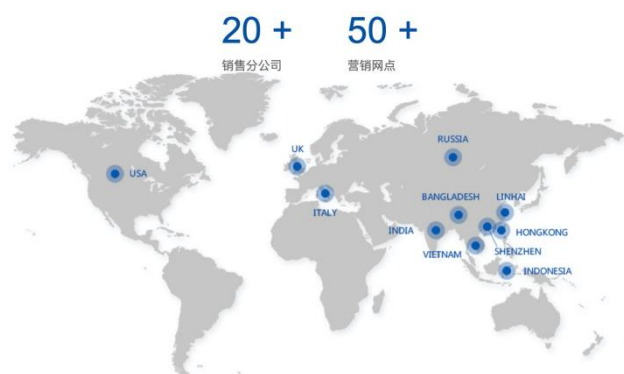 20 + 50 +
销售分公司 营销网点
RUSSIA
UK
USA
BANGLADESH LINHAI
ITALY
INDIA HONGKONG
VIETNAM SHENZHEN
INDONESIA